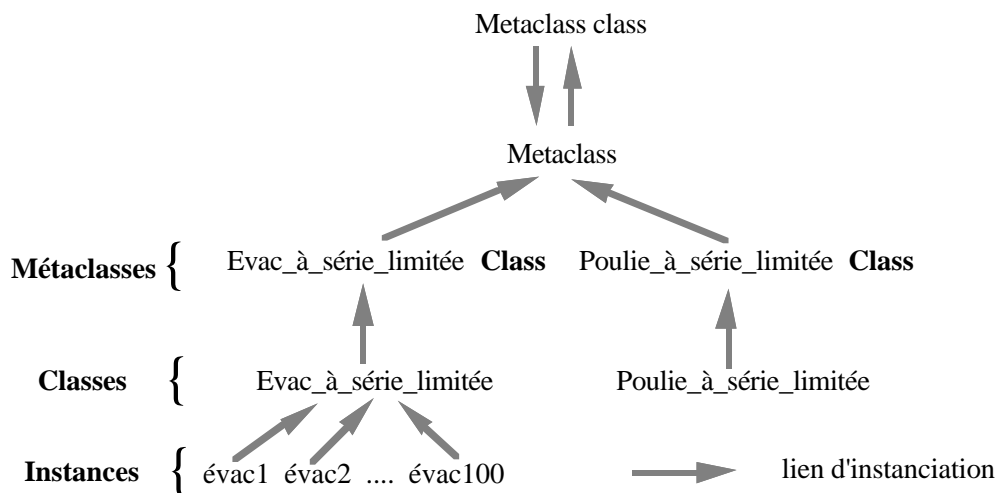 Metaclass class
Metaclass
Métaclasses { Evac_à_série_limitée Class Poulie_à_série_limitée Class
Classes { Evac_à_série_limitée Poulie_à_série_limitée
Instances { évac1 évac2 .... évac100 lien d'instanciation